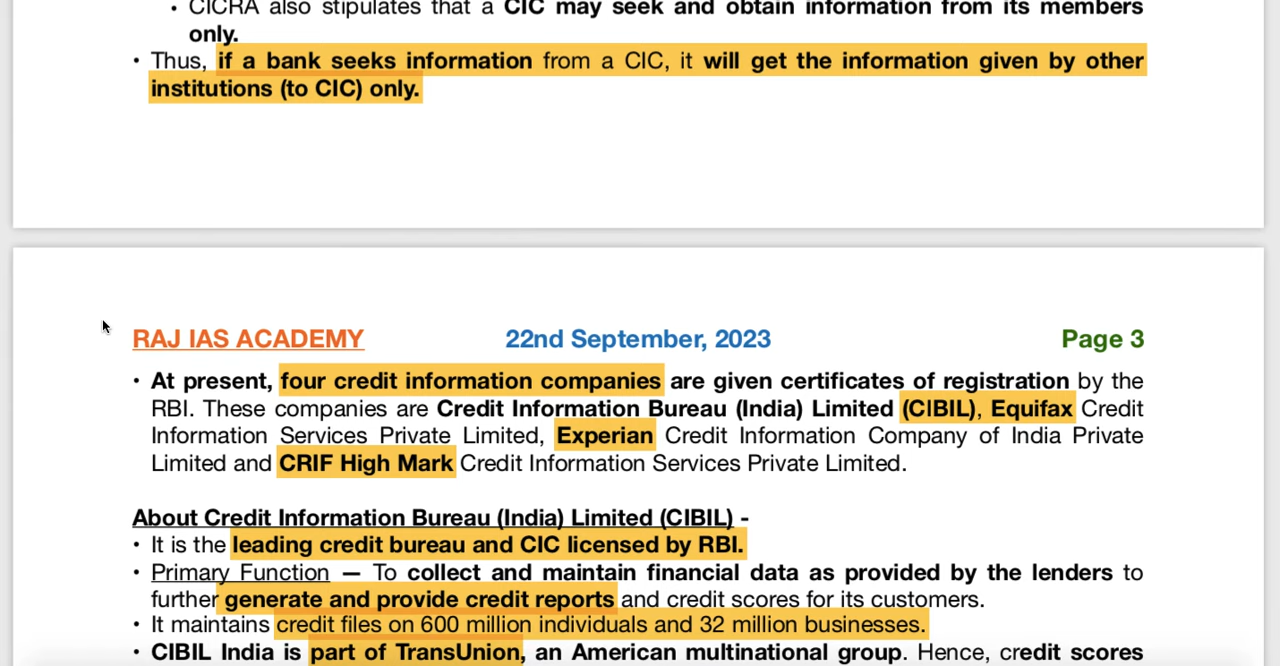 • CICRA also stipulates that a CIC may seek and obtain information from its members
only.
• Thus, if a bank seeks information from a CIC, it will get the information given by other
institutions (to CIC) only.
RAJ IAS ACADEMY 22nd September, 2023 Page 3
• At present, four credit information companies are given certificates of registration by the
RBI. These companies are Credit Information Bureau (India) Limited (CIBIL), Equifax Credit
Information Services Private Limited, Experian Credit Information Company of India Private
Limited and CRIF High Mark Credit Information Services Private Limited.
About Credit Information Bureau (India) Limited (CIBIL) -
• It is the leading credit bureau and CIC licensed by RBI.
• Primary Function — To collect and maintain financial data as provided by the lenders to
further generate and provide credit reports and credit scores for its customers.
• It maintains credit files on 600 million individuals and 32 million businesses.
• CIBIL India is part of TransUnion, an American multinational group. Hence, credit scores